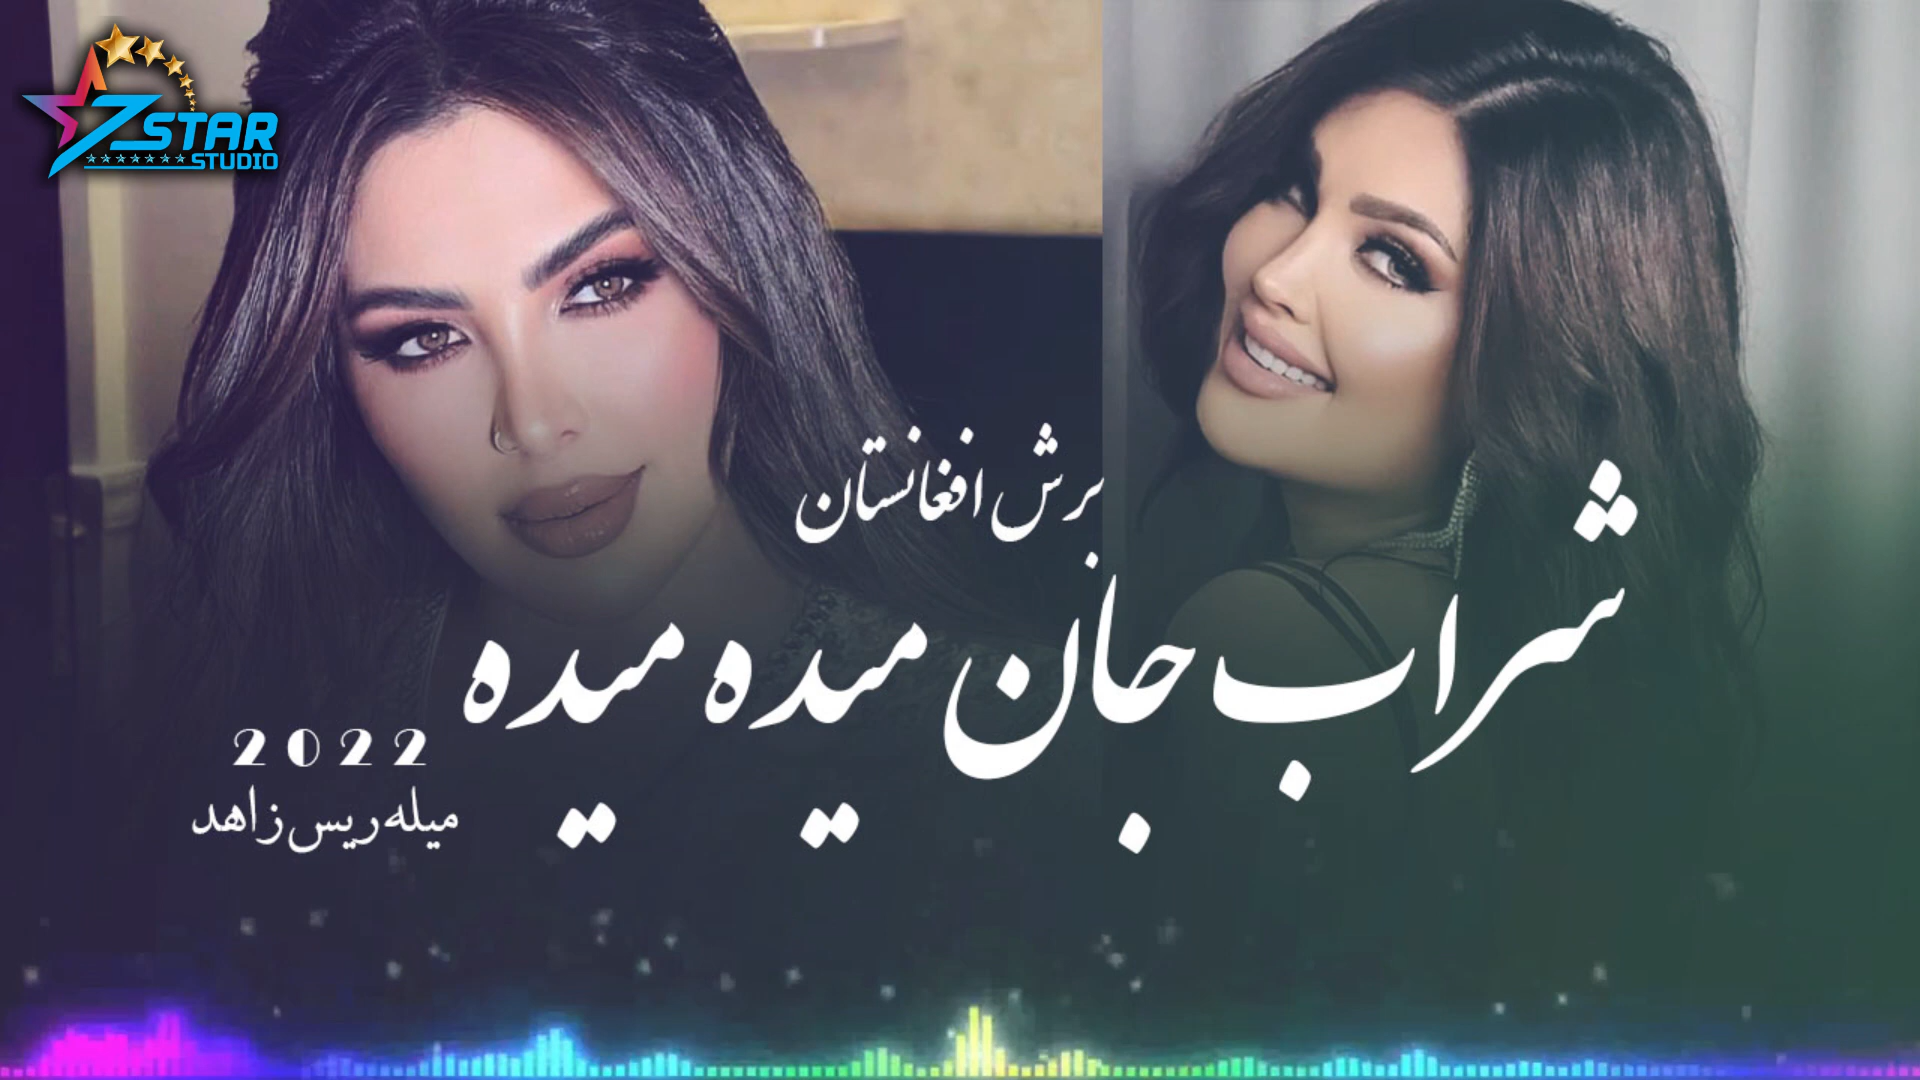 ZSTAR
STUDIO
برش افغانستان
شراب جان میده میده
2022
میله ریس زاهد